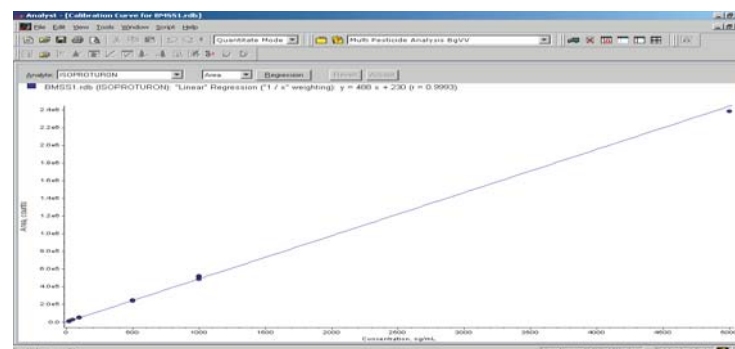 Analyst - [Calibration Curve for BMSS1.rdb]
File Edit View Tools Window Script Help
Quantitate Mode Multi Pesticide Analysis BgVV
Analyte: ISOPROTURON Area Regression
BMSS1.rdb (ISOPROTURON): "Linear" Regression ("1 / x" weighting): y = 488 x + 230 (r = 0.9993)
2.4e6
2.2e6
2.0e6
1.8e6
1.6e6
1.4e6
1.2e6
1.0e6
8.0e5
6.0e5
4.0e5
2.0e5
0.0
Area, counts
0 500 1000 1500 2000 2500 3000 3500 4000 4500 5000
Concentration, ng/mL